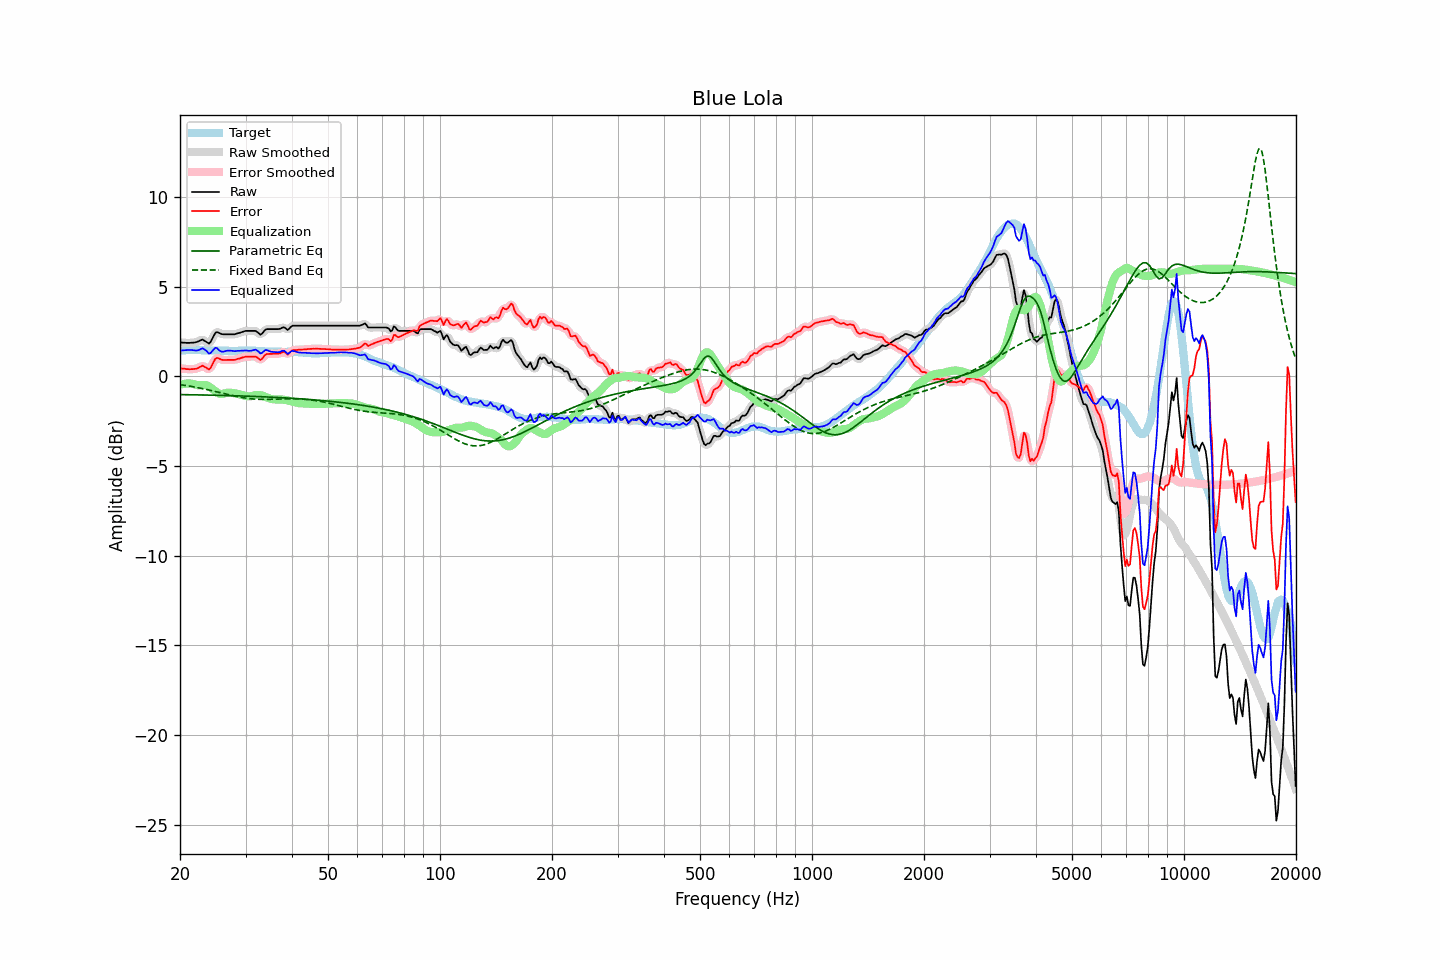 Blue Lola
Target
Raw Smoothed
Error Smoothed
Raw
Error
Equalization
Parametric Eq
Fixed Band Eq
Equalized
10
5
0
−5
−10
−15
−20
−25
Amplitude (dBr)
20 50 100 200 500 1000 2000 5000 10000 20000
Frequency (Hz)